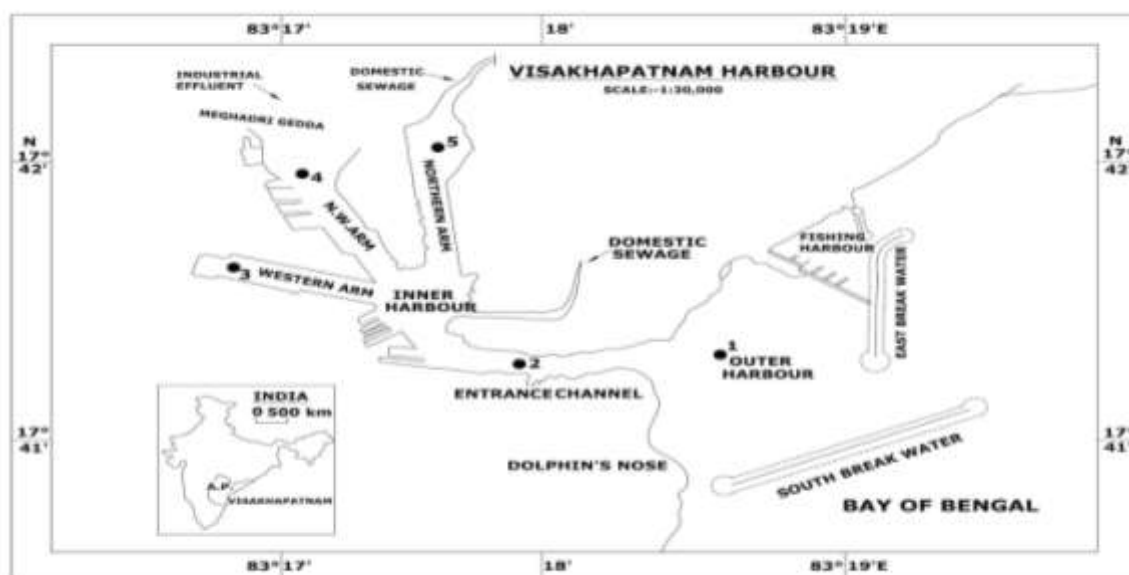 83°17'
18'
83°19'E
VISAKHAPATNAM HARBOUR
SCALE:-1:30,000
INDUSTRIAL
EFFLUENT
DOMESTIC
SEWAGE
MEGHADRI GEDDA
N
17°
42'
N
17°
42'
5
4
NORTHERN ARM
N.W.ARM
3
WESTERN ARM
INNER
HARBOUR
DOMESTIC
SEWAGE
FISHING
HARBOUR
EAST BREAK WATER
1
OUTER
HARBOUR
2
ENTRANCE CHANNEL
INDIA
0 500 km
A.P
VISAKHAPATNAM
17°
41'
17°
41'
DOLPHIN'S NOSE
SOUTH BREAK WATER
BAY OF BENGAL
83°17'
18'
83°19'E